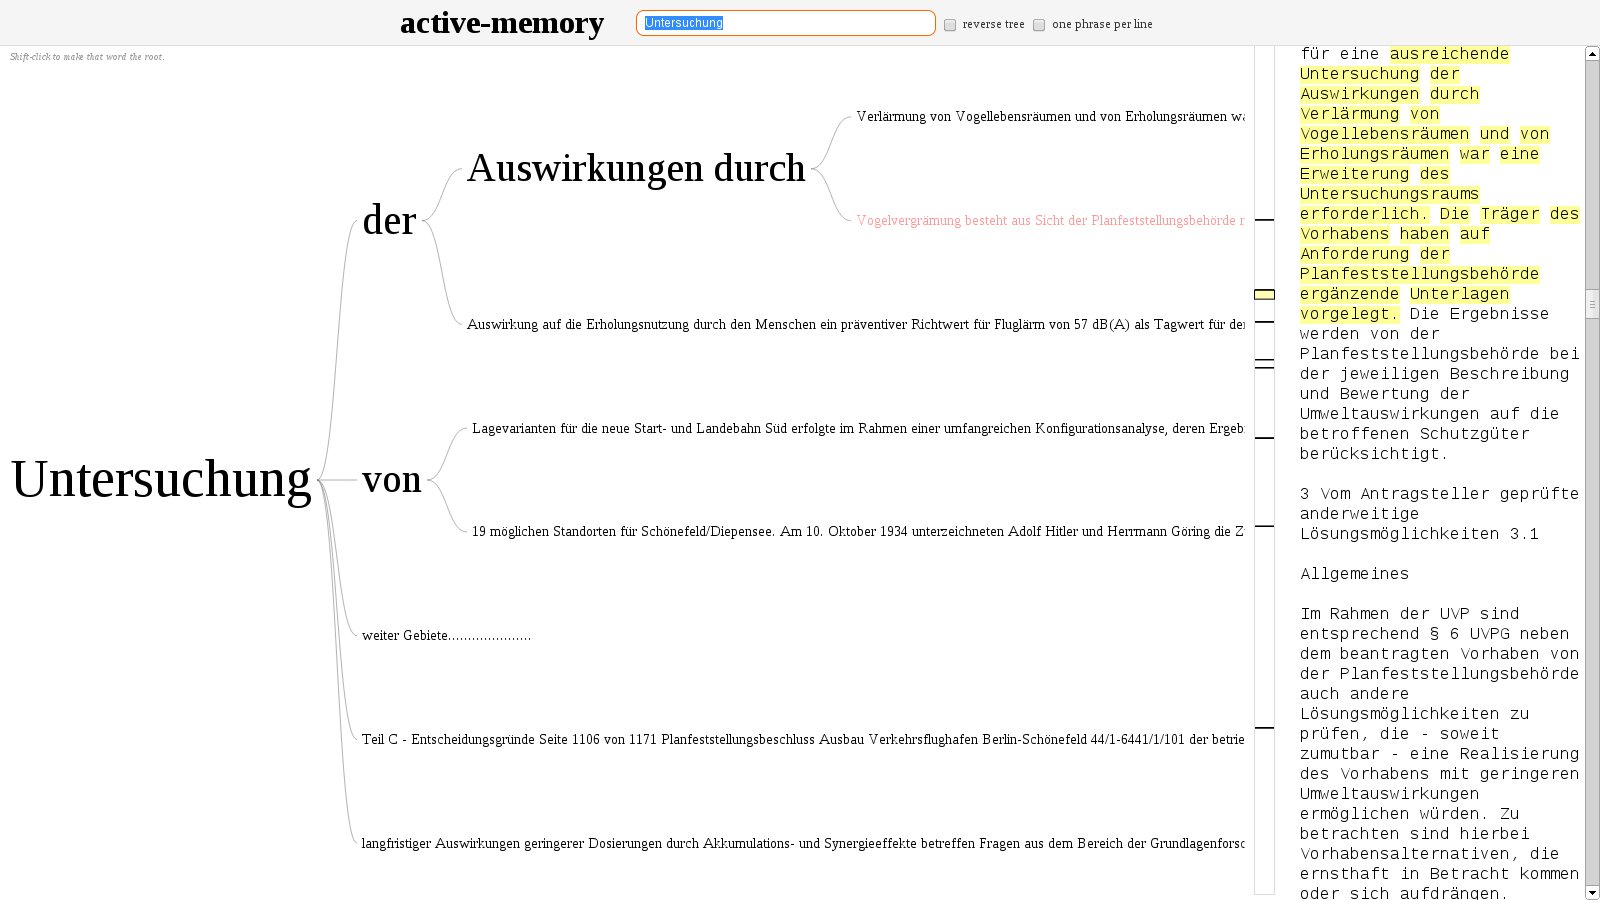 active-memory
Untersuchung
reverse tree
one phrase per line
Shift-click to make that word the root.
Untersuchung
der
Auswirkungen durch
Verlärmung von Vogellebensräumen und von Erholungsräumen
Vogelvergrämung besteht aus Sicht der Planfeststellungsbehörde
Auswirkung auf die Erholungsnutzung durch den Menschen ein präventiver Richtwert für Fluglärm von 57 dB(A) als Tagwert für
von
Lagevarianten für die neue Start- und Landebahn Süd erfolgte im Rahmen einer umfangreichen Konfigurationsanalyse, deren
19 möglichen Standorten für Schönefeld/Diepensee. Am 10. Oktober 1934 unterzeichneten Adolf Hitler und Herrmann Göring die
weiter Gebiete.....................
Teil C - Entscheidungsgründe Seite 1106 von 1171 Planfeststellungsbeschluss Ausbau Verkehrsflughafen Berlin-Schönefeld 44/1-6441/1/101 der
langfristiger Auswirkungen geringerer Dosierungen durch Akkumulations- und Synergieeffekte betreffen Fragen aus dem Bereich der
für eine ausreichende
Untersuchung der
Auswirkungen durch
Verlärmung von
Vogellebensräumen und von
Erholungsräumen war eine
Erweiterung des
Untersuchungsraums
erforderlich. Die Träger des
Vorhabens haben auf
Anforderung der
Planfeststellungsbehörde
ergänzende Unterlagen
vorgelegt. Die Ergebnisse
werden von der
Planfeststellungsbehörde bei
der jeweiligen Beschreibung
und Bewertung der
Umweltauswirkungen auf die
betroffenen Schutzgüter
berücksichtigt.
3 Vom Antragsteller geprüfte
anderweitige
Lösungsmöglichkeiten 3.1
Allgemeines
Im Rahmen der UVP sind
entsprechend § 6 UVPG neben
dem beantragten Vorhaben von
der Planfeststellungsbehörde
auch andere
Lösungsmöglichkeiten zu
prüfen, die - soweit
zumutbar - eine Realisierung
des Vorhabens mit geringeren
Umweltauswirkungen
ermöglichen würden. Zu
betrachten sind hierbei
Vorhabensalternativen, die
ernsthaft in Betracht kommen
oder sich aufdrängen.